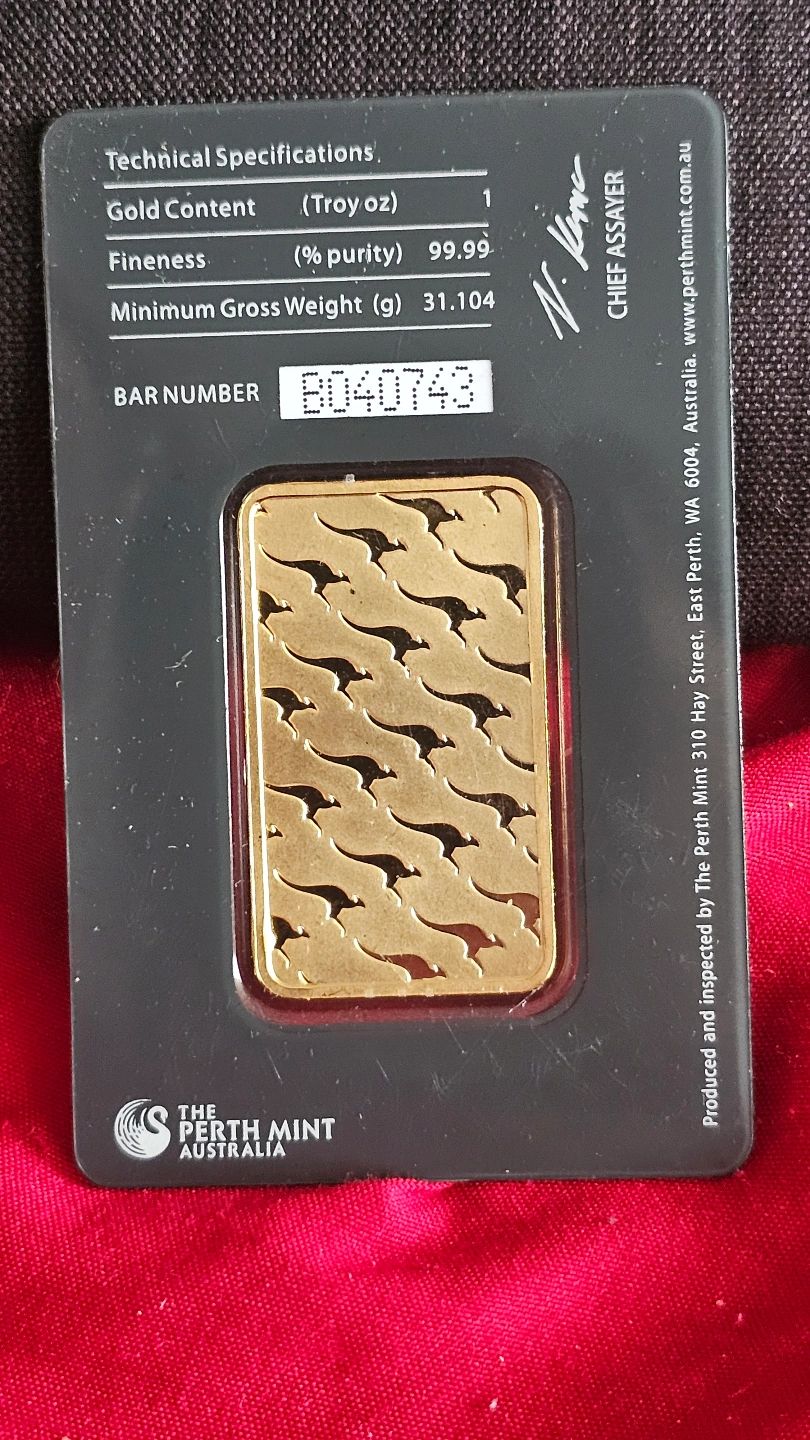 Technical Specifications
Gold Content (Troy oz) 1
Fineness (% purity) 99.99
Minimum Gross Weight (g) 31.104
BAR NUMBER B040743
CHIEF ASSAYER
Produced and inspected by The Perth Mint 310 Hay Street, East Perth, WA 6004, Australia. www.perthmint.com.au
THE
PERTH MINT
AUSTRALIA